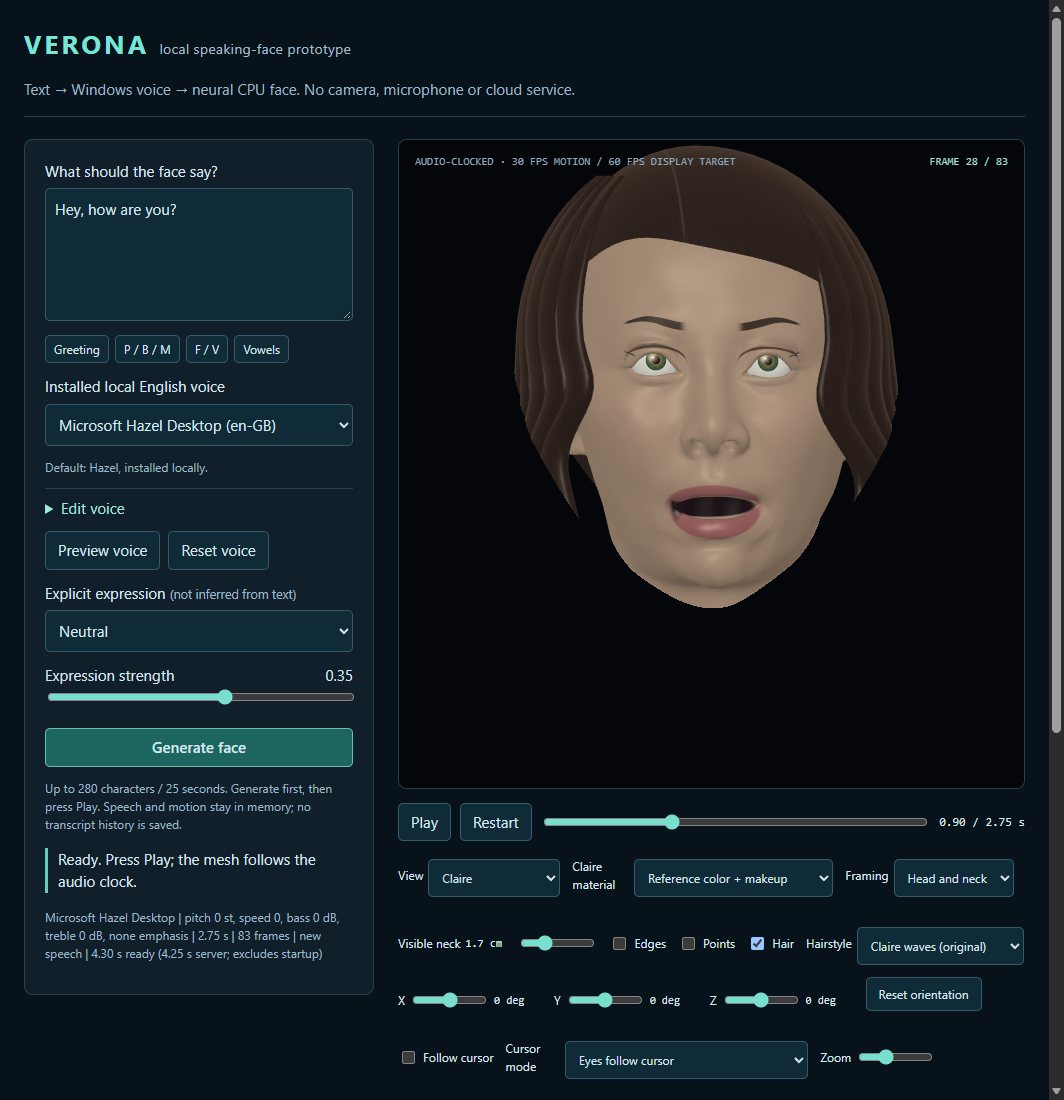 VERONA local speaking-face prototype
Text → Windows voice → neural CPU face. No camera, microphone or cloud service.
What should the face say?
Hey, how are you?
Greeting
P / B / M
F / V
Vowels
Installed local English voice
Microsoft Hazel Desktop (en-GB)
Default: Hazel, installed locally.
Edit voice
Preview voice
Reset voice
Explicit expression (not inferred from text)
Neutral
Expression strength 0.35
Generate face
Up to 280 characters / 25 seconds. Generate first, then
press Play. Speech and motion stay in memory; no
transcript history is saved.
Ready. Press Play; the mesh follows the
audio clock.
Microsoft Hazel Desktop | pitch 0 st, speed 0, bass 0 dB,
treble 0 dB, none emphasis | 2.75 s | 83 frames | new
speech | 4.30 s ready (4.25 s server; excludes startup)
AUDIO-CLOCKED · 30 FPS MOTION / 60 FPS DISPLAY TARGET
FRAME 28 / 83
Play
Restart
0.90 / 2.75 s
View
Claire
Claire
material
Reference color + makeup
Framing
Head and neck
Visible neck 1.7 cm
Edges
Points
Hair
Hairstyle
Claire waves (original)
X 0 deg
Y 0 deg
Z 0 deg
Reset orientation
Follow cursor
Cursor
mode
Eyes follow cursor
Zoom